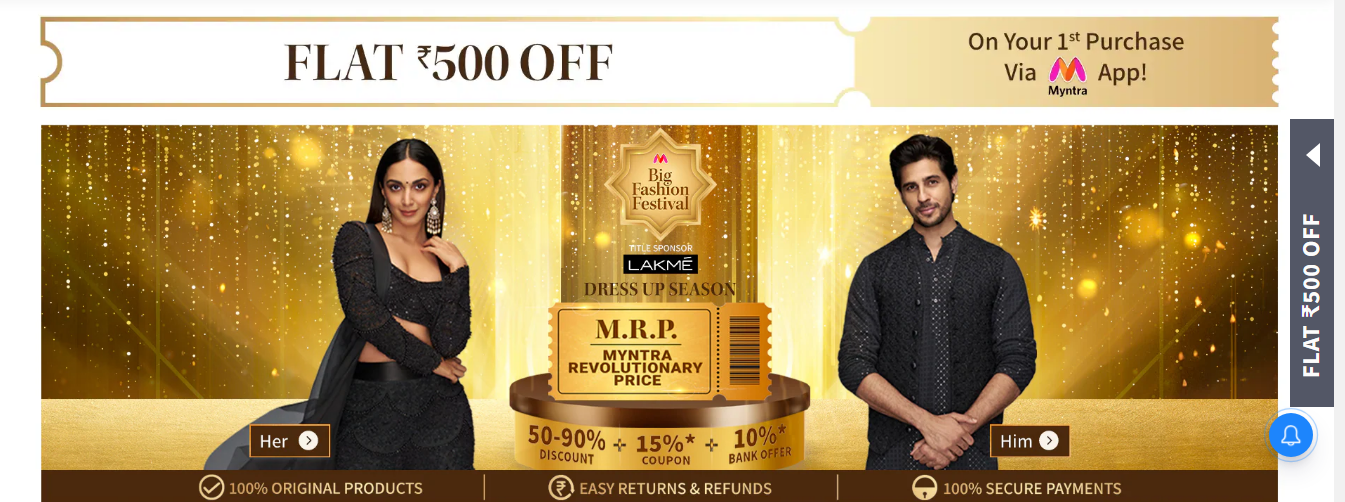 FLAT ₹500 OFF
On Your 1st Purchase
Via
Myntra
App!
Big
Fashion
Festival
TITLE SPONSOR
LAKMÉ
DRESS UP SEASON
M.R.P.
MYNTRA
REVOLUTIONARY
PRICE
50-90%
DISCOUNT
+
15%*
COUPON
+
10%*
BANK OFFER
Her
Him
100% ORIGINAL PRODUCTS
EASY RETURNS & REFUNDS
100% SECURE PAYMENTS
FLAT ₹500 OFF